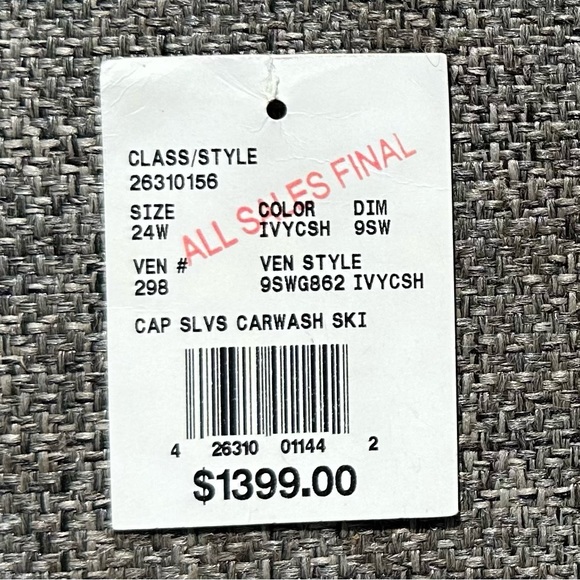 CLASS/STYLE
26310156
ALL SALES FINAL
SIZE COLOR DIM
24W IVYCSH 9SW
VEN # VEN STYLE
298 9SWG862 IVYCSH
CAP SLVS CARWASH SKI
4 26310 01144 2
$1399.00